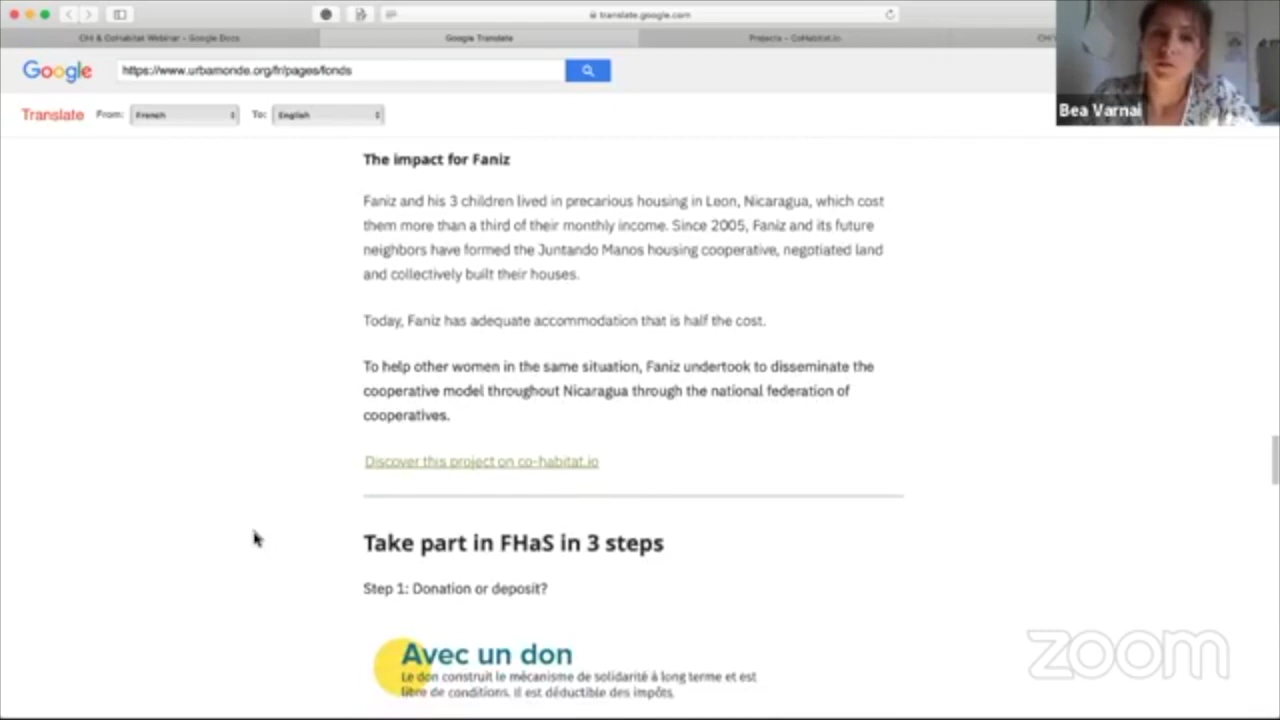 translate.google.com
CHI & CoHabitat Webinar – Google Docs
Google Translate
Projects – CoHabitat.io
Google
https://www.urbamonde.org/fr/pages/fonds
Translate From: French To: English
Bea Varnai
The impact for Faniz
Faniz and his 3 children lived in precarious housing in Leon, Nicaragua, which cost
them more than a third of their monthly income. Since 2005, Faniz and its future
neighbors have formed the Juntando Manos housing cooperative, negotiated land
and collectively built their houses.
Today, Faniz has adequate accommodation that is half the cost.
To help other women in the same situation, Faniz undertook to disseminate the
cooperative model throughout Nicaragua through the national federation of
cooperatives.
Discover this project on co-habitat.io
Take part in FHaS in 3 steps
Step 1: Donation or deposit?
Avec un don
Le don construit le mécanisme de solidarité à long terme et est
libre de conditions. Il est déductible des impôts.
zoom